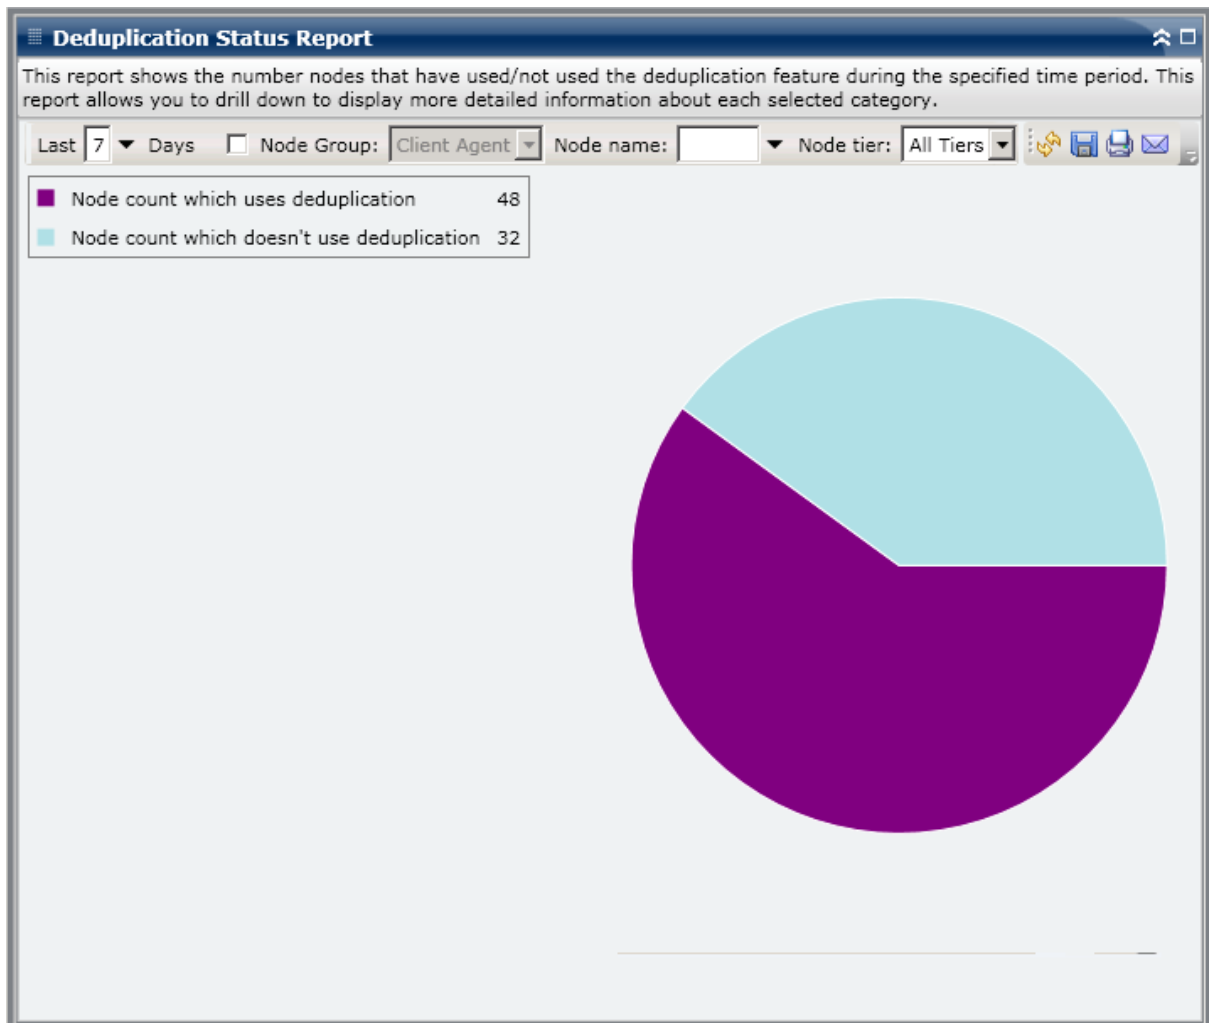 Deduplication Status Report
This report shows the number nodes that have used/not used the deduplication feature during the specified time period. This
report allows you to drill down to display more detailed information about each selected category.
Last 7 Days Node Group: Client Agent Node name: Node tier: All Tiers
Node count which uses deduplication 48
Node count which doesn't use deduplication 32